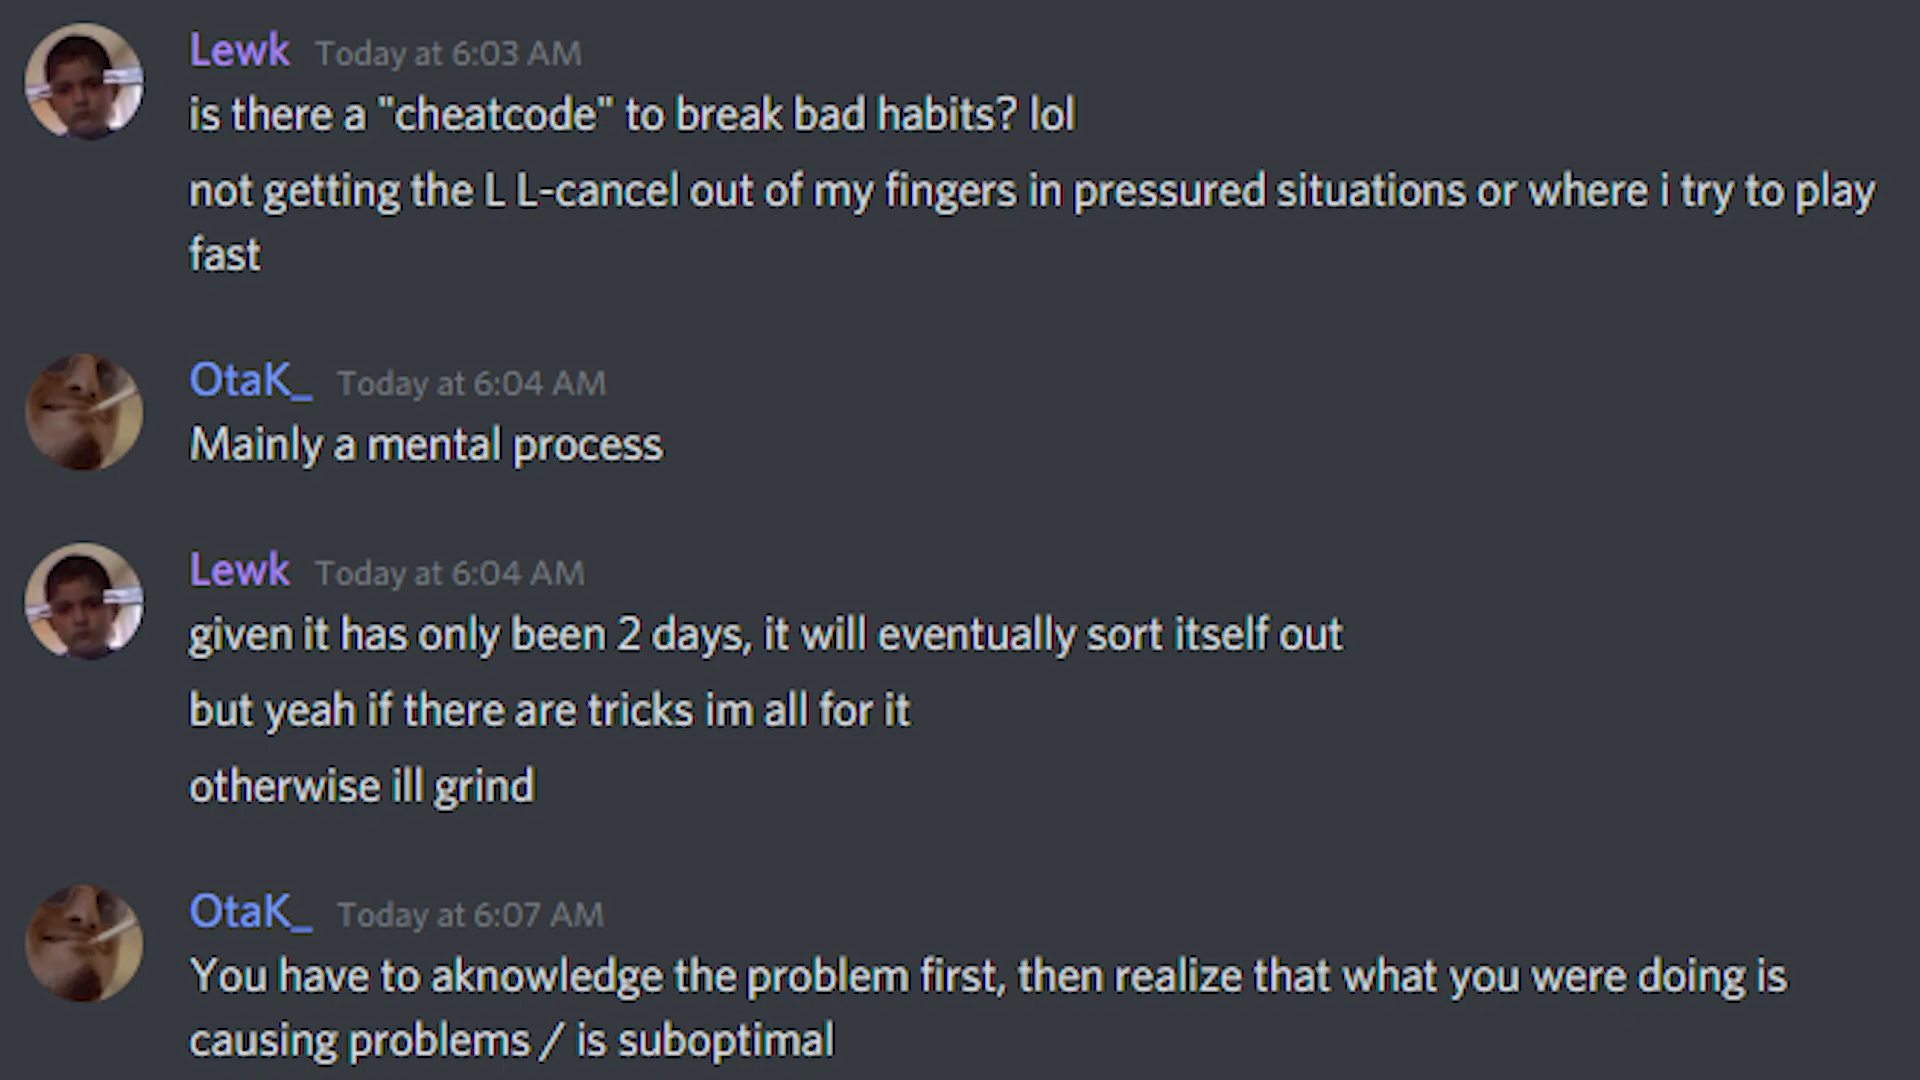 Lewk Today at 6:03 AM
is there a "cheatcode" to break bad habits? lol
not getting the L L-cancel out of my fingers in pressured situations or where i try to play
fast
OtaK_ Today at 6:04 AM
Mainly a mental process
Lewk Today at 6:04 AM
given it has only been 2 days, it will eventually sort itself out
but yeah if there are tricks im all for it
otherwise ill grind
OtaK_ Today at 6:07 AM
You have to aknowledge the problem first, then realize that what you were doing is
causing problems / is suboptimal